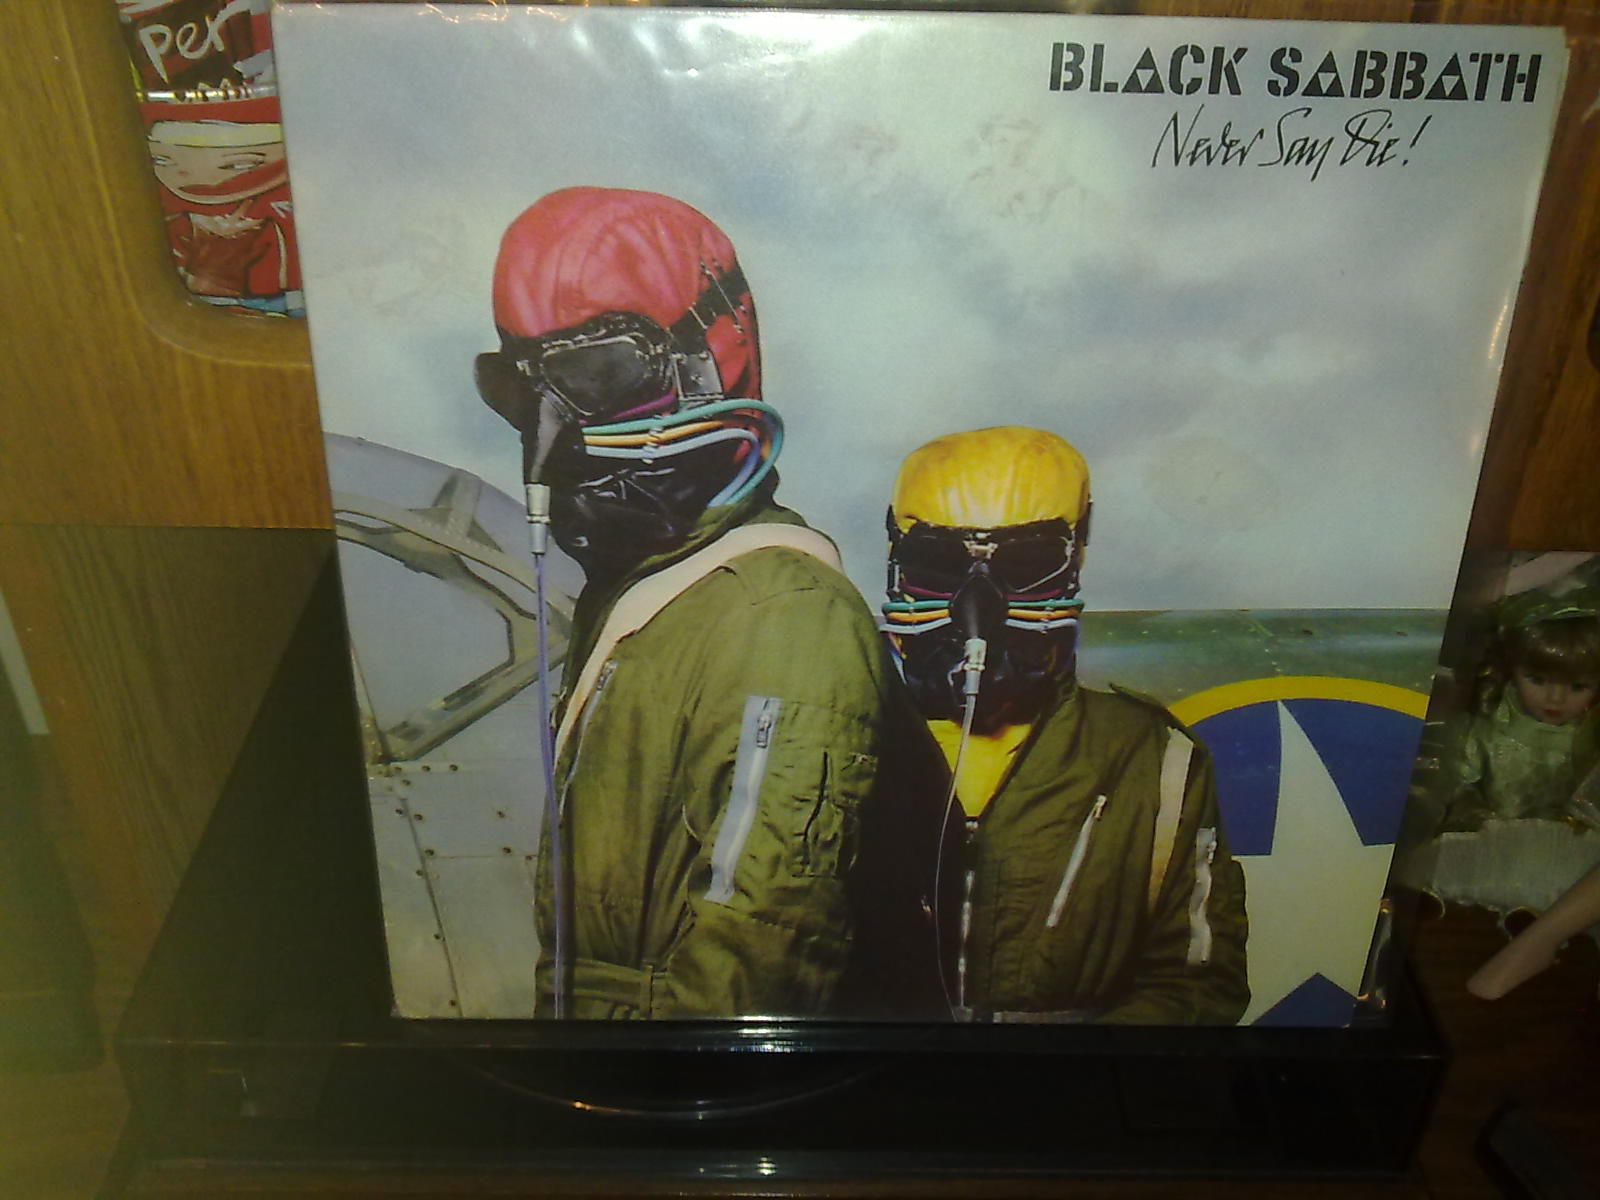 per
BLACK SABBATH
Never Say Die!